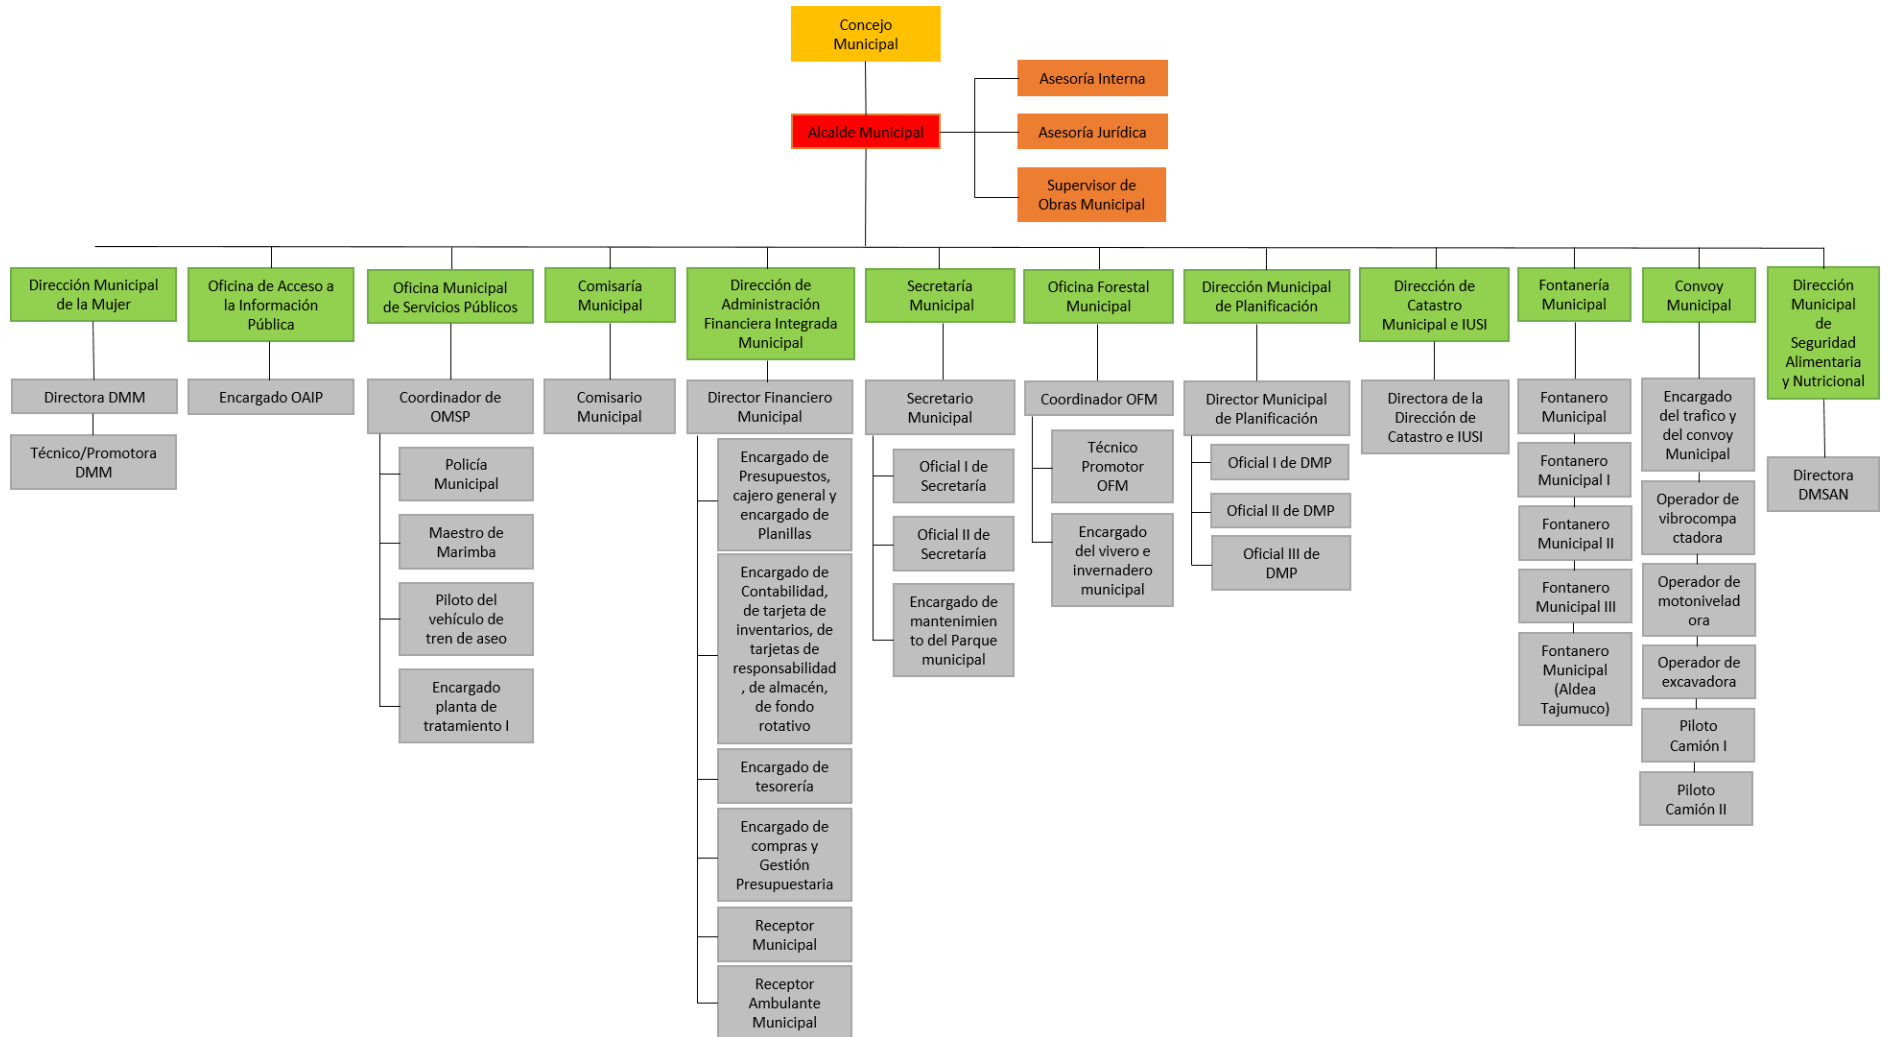 Concejo
Municipal
Alcalde Municipal
Asesoría Interna
Asesoría Jurídica
Supervisor de
Obras Municipal
Dirección Municipal
de la Mujer
Directora DMM
Técnico/Promotora
DMM
Oficina de Acceso a
la Información
Pública
Encargado OAIP
Oficina Municipal
de Servicios Públicos
Coordinador de
OMSP
Policía
Municipal
Maestro de
Marimba
Piloto del
vehículo de
tren de aseo
Encargado
planta de
tratamiento I
Comisaría
Municipal
Comisario
Municipal
Dirección de
Administración
Financiera Integrada
Municipal
Director Financiero
Municipal
Encargado de
Presupuestos,
cajero general y
encargado de
Planillas
Encargado de
Contabilidad,
de tarjeta de
inventarios, de
tarjetas de
responsabilidad
, de almacén,
de fondo
rotativo
Encargado de
tesorería
Encargado de
compras y
Gestión
Presupuestaria
Receptor
Municipal
Receptor
Ambulante
Municipal
Secretaría
Municipal
Secretario
Municipal
Oficial I de
Secretaría
Oficial II de
Secretaría
Encargado de
mantenimien
to del Parque
municipal
Oficina Forestal
Municipal
Coordinador OFM
Técnico
Promotor
OFM
Encargado
del vivero e
invernadero
municipal
Dirección Municipal
de Planificación
Director Municipal
de Planificación
Oficial I de DMP
Oficial II de DMP
Oficial III de
DMP
Dirección de
Catastro
Municipal e IUSI
Directora de la
Dirección de
Catastro e IUSI
Fontanería
Municipal
Fontanero
Municipal
Fontanero
Municipal I
Fontanero
Municipal II
Fontanero
Municipal III
Fontanero
Municipal
(Aldea
Tajumuco)
Convoy
Municipal
Encargado
del trafico y
del convoy
Municipal
Operador de
vibrocompa
ctadora
Operador de
motonivelad
ora
Operador de
excavadora
Piloto
Camión I
Piloto
Camión II
Dirección
Municipal
de
Seguridad
Alimentaria
y Nutricional
Directora
DMSAN